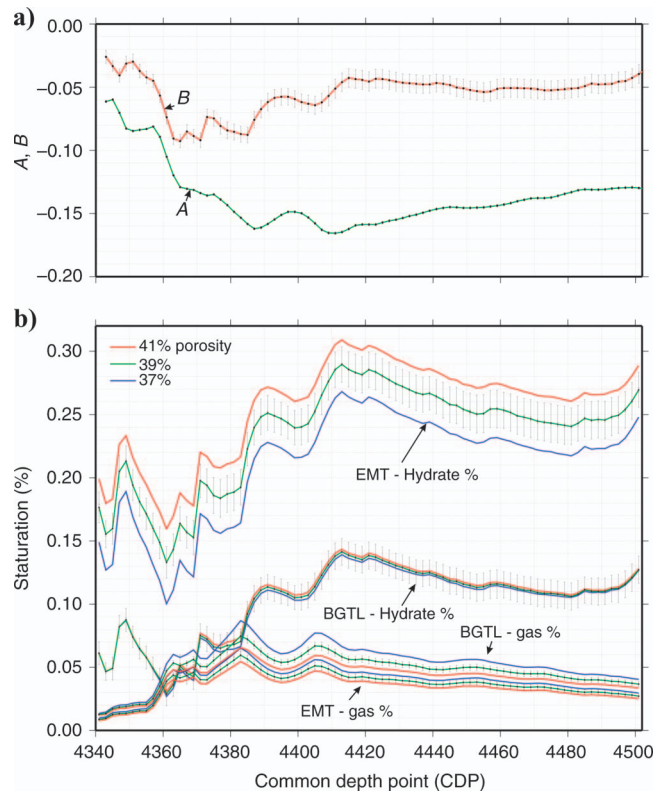 a)
0.00
−0.05
−0.10
−0.15
−0.20
A, B
B
A
b)
0.30
0.25
0.20
0.15
0.10
0.05
0.00
Staturation (%)
41% porosity
39%
37%
EMT - Hydrate %
BGTL - Hydrate %
BGTL - gas %
EMT - gas %
4340 4360 4380 4400 4420 4440 4460 4480 4500
Common depth point (CDP)